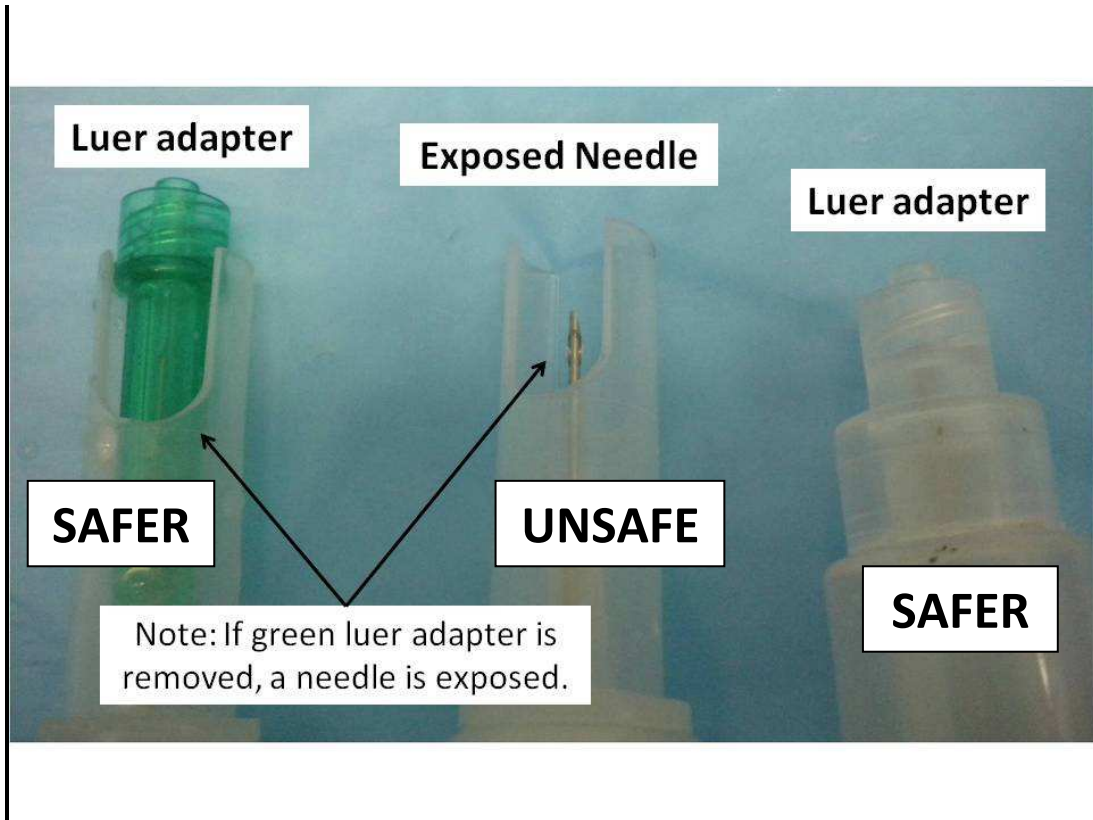 Luer adapter
Exposed Needle
Luer adapter
SAFER
UNSAFE
SAFER
Note: If green luer adapter is
removed, a needle is exposed.